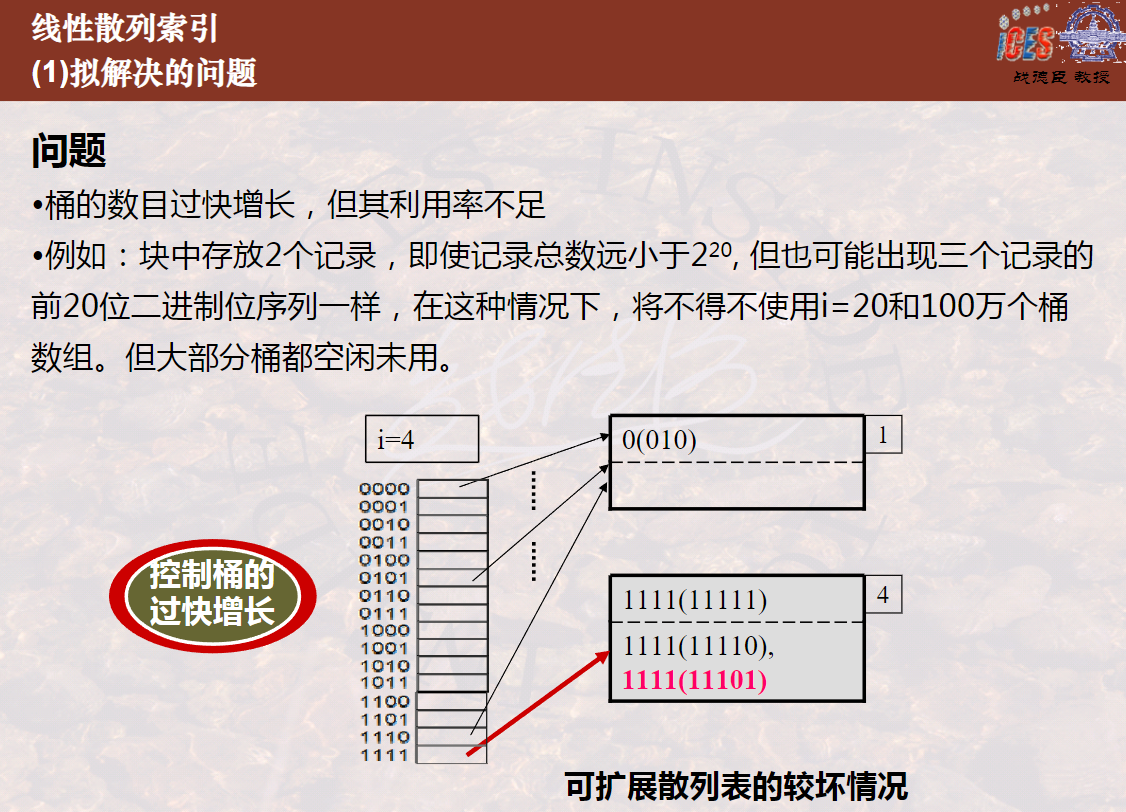 线性散列索引
(1)拟解决的问题
iCES
战德臣 教授
问题
•桶的数目过快增长，但其利用率不足
•例如：块中存放2个记录，即使记录总数远小于2²⁰, 但也可能出现三个记录的
前20位二进制位序列一样，在这种情况下，将不得不使用i=20和100万个桶
数组。但大部分桶都空闲未用。
i=4
0000
0001
0010
0011
0100
0101
0110
0111
1000
1001
1010
1011
1100
1101
1110
1111
0(010)
1
1111(11111)
4
1111(11110),
1111(11101)
控制桶的
过快增长
可扩展散列表的较坏情况